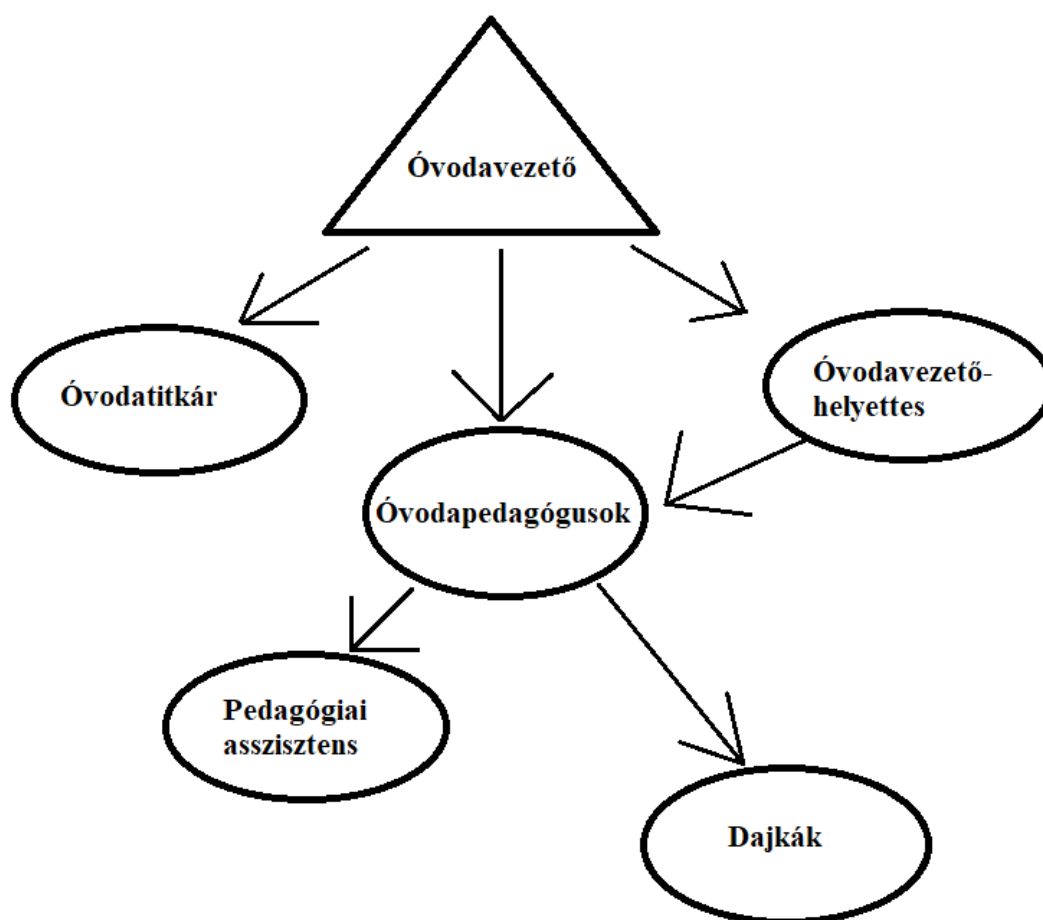 Óvodavezető
Óvodatitkár
Óvodavezető-
helyettes
Óvodapedagógusok
Pedagógiai
asszisztens
Dajkák